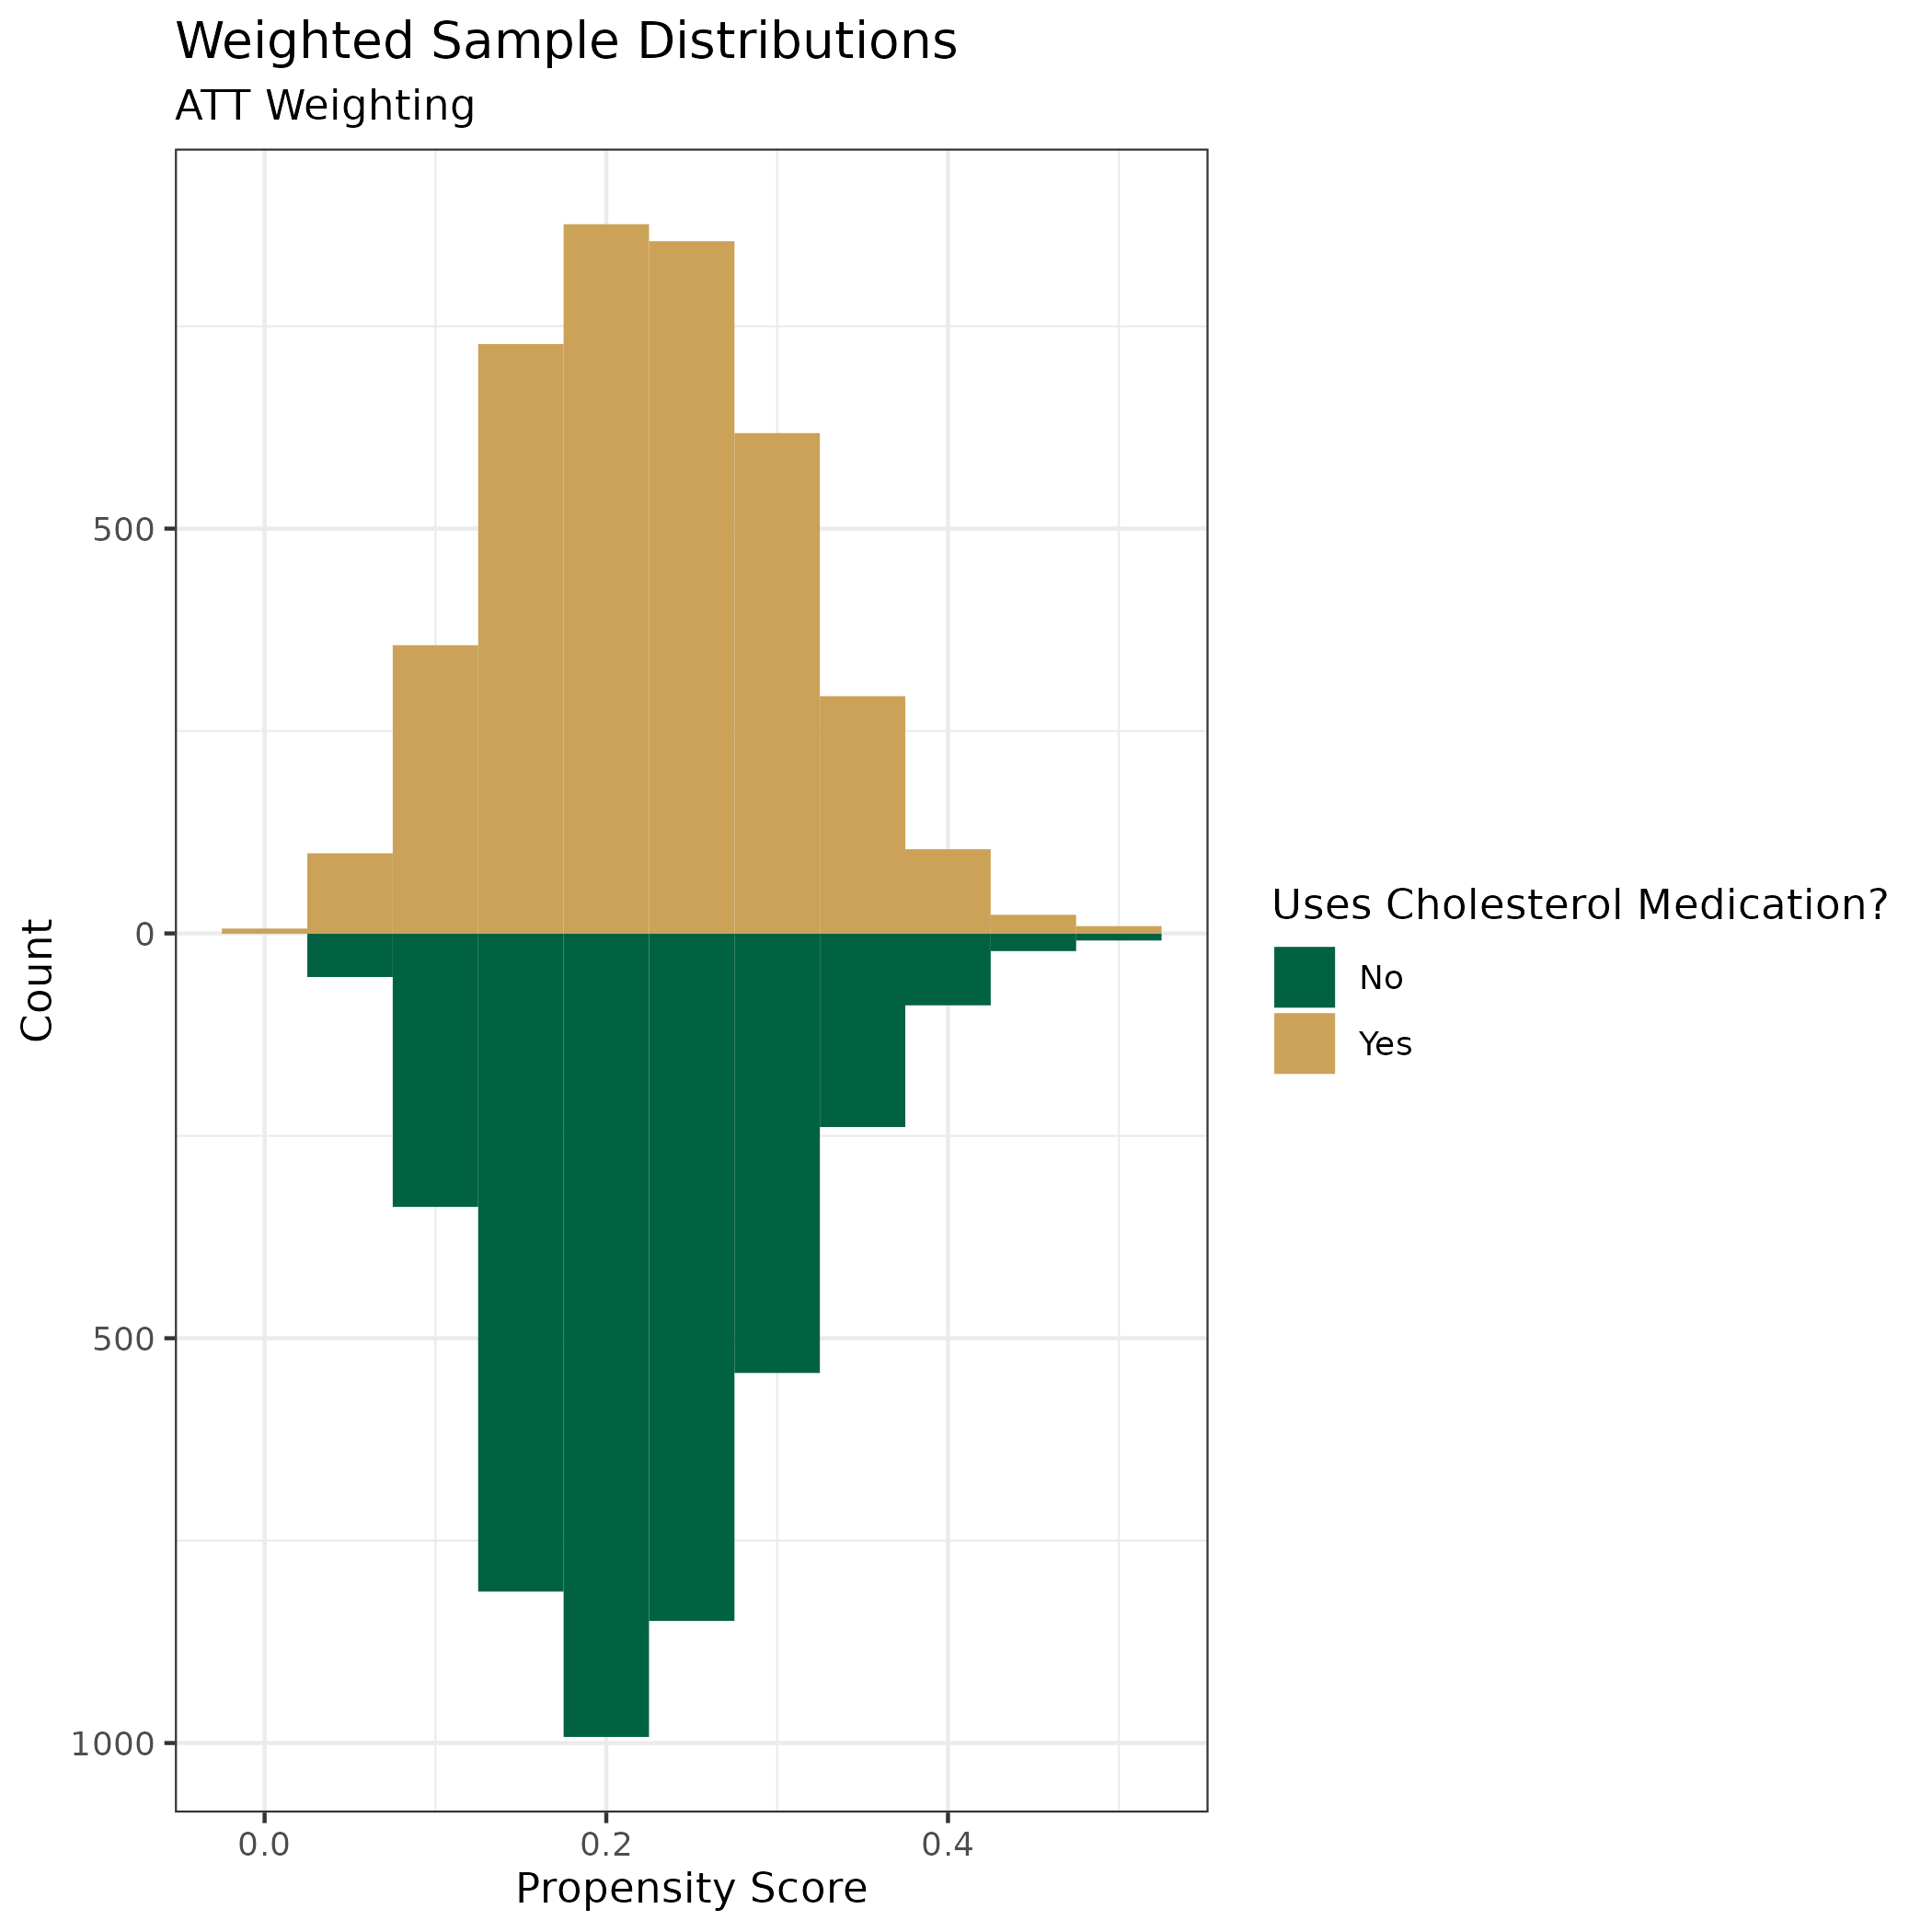 Weighted Sample Distributions
ATT Weighting
500
0
500
1000
Count
0.0 0.2 0.4
Propensity Score
Uses Cholesterol Medication?
No
Yes